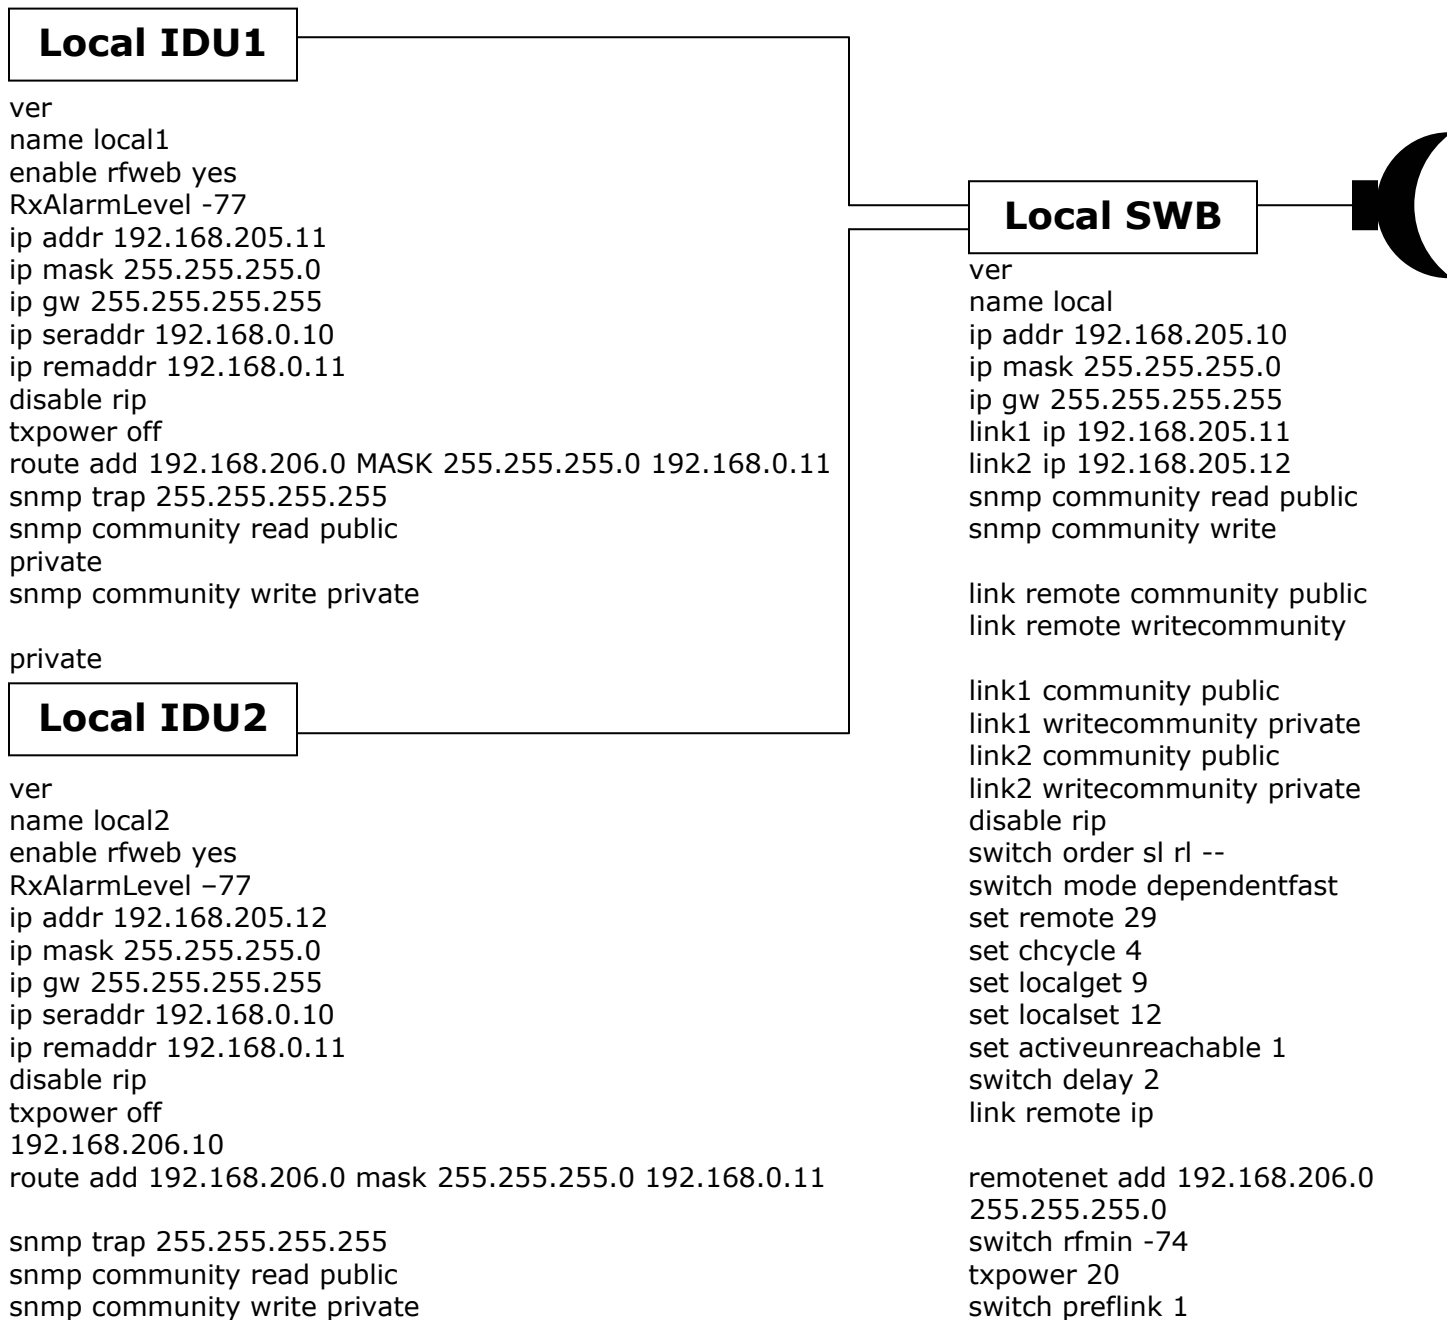 Local IDU1
ver
name local1
enable rfweb yes
RxAlarmLevel -77
ip addr 192.168.205.11
ip mask 255.255.255.0
ip gw 255.255.255.255
ip seraddr 192.168.0.10
ip remaddr 192.168.0.11
disable rip
txpower off
route add 192.168.206.0 MASK 255.255.255.0 192.168.0.11
snmp trap 255.255.255.255
snmp community read public
private
snmp community write private
private
Local IDU2
ver
name local2
enable rfweb yes
RxAlarmLevel –77
ip addr 192.168.205.12
ip mask 255.255.255.0
ip gw 255.255.255.255
ip seraddr 192.168.0.10
ip remaddr 192.168.0.11
disable rip
txpower off
192.168.206.10
route add 192.168.206.0 mask 255.255.255.0 192.168.0.11
snmp trap 255.255.255.255
snmp community read public
snmp community write private
Local SWB
ver
name local
ip addr 192.168.205.10
ip mask 255.255.255.0
ip gw 255.255.255.255
link1 ip 192.168.205.11
link2 ip 192.168.205.12
snmp community read public
snmp community write
link remote community public
link remote writecommunity
link1 community public
link1 writecommunity private
link2 community public
link2 writecommunity private
disable rip
switch order sl rl --
switch mode dependentfast
set remote 29
set chcycle 4
set localget 9
set localset 12
set activeunreachable 1
switch delay 2
link remote ip
remotenet add 192.168.206.0
255.255.255.0
switch rfmin -74
txpower 20
switch preflink 1